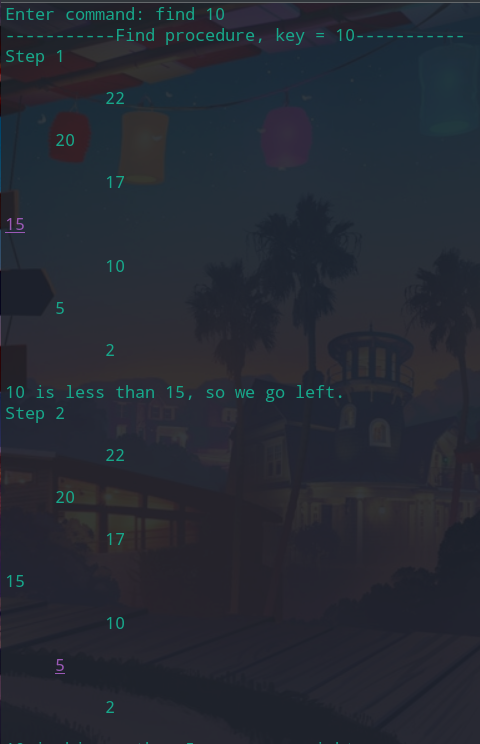 Enter command: find 10
-----------Find procedure, key = 10-----------
Step 1
22
20
17
15
10
5
2
10 is less than 15, so we go left.
Step 2
22
20
17
15
10
5
2